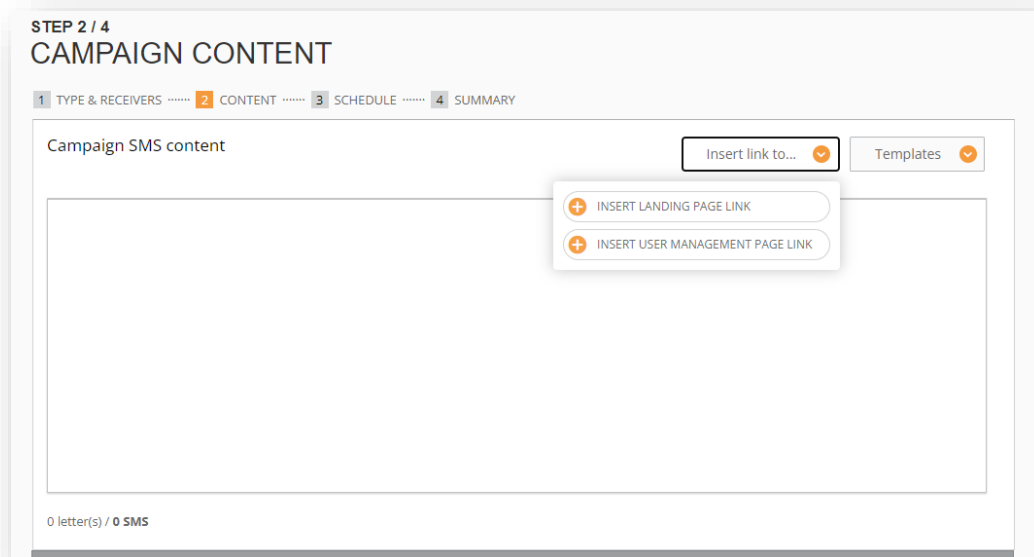 STEP 2 / 4
CAMPAIGN CONTENT
1 TYPE & RECEIVERS ······· 2 CONTENT ······· 3 SCHEDULE ······· 4 SUMMARY
Campaign SMS content
Insert link to...
Templates
INSERT LANDING PAGE LINK
INSERT USER MANAGEMENT PAGE LINK
0 letter(s) / 0 SMS